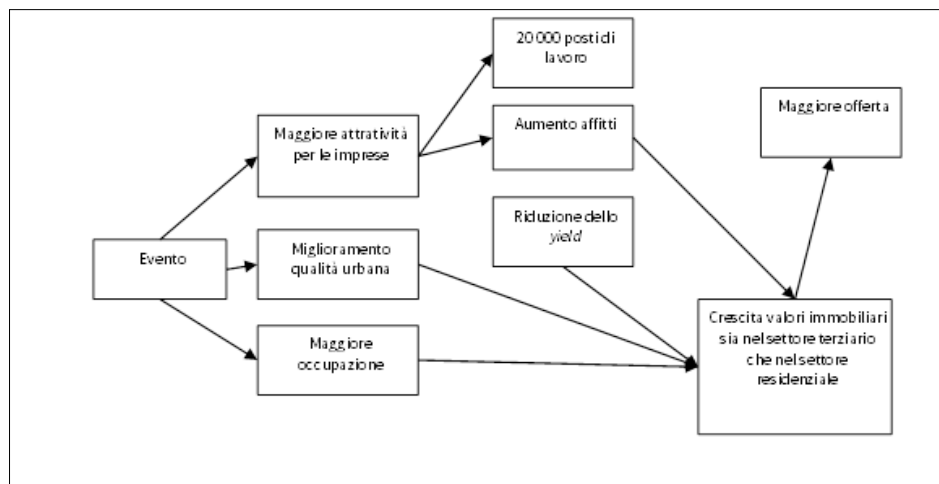 20 000 posti di
lavoro
Maggiore offerta
Maggiore attratività
per le imprese
Aumento affitti
Riduzione dello
yield
Evento
Miglioramento
qualità urbana
Crescita valori immobiliari
sia nel settore terziario
che nel settore
residenziale
Maggiore
occupazione